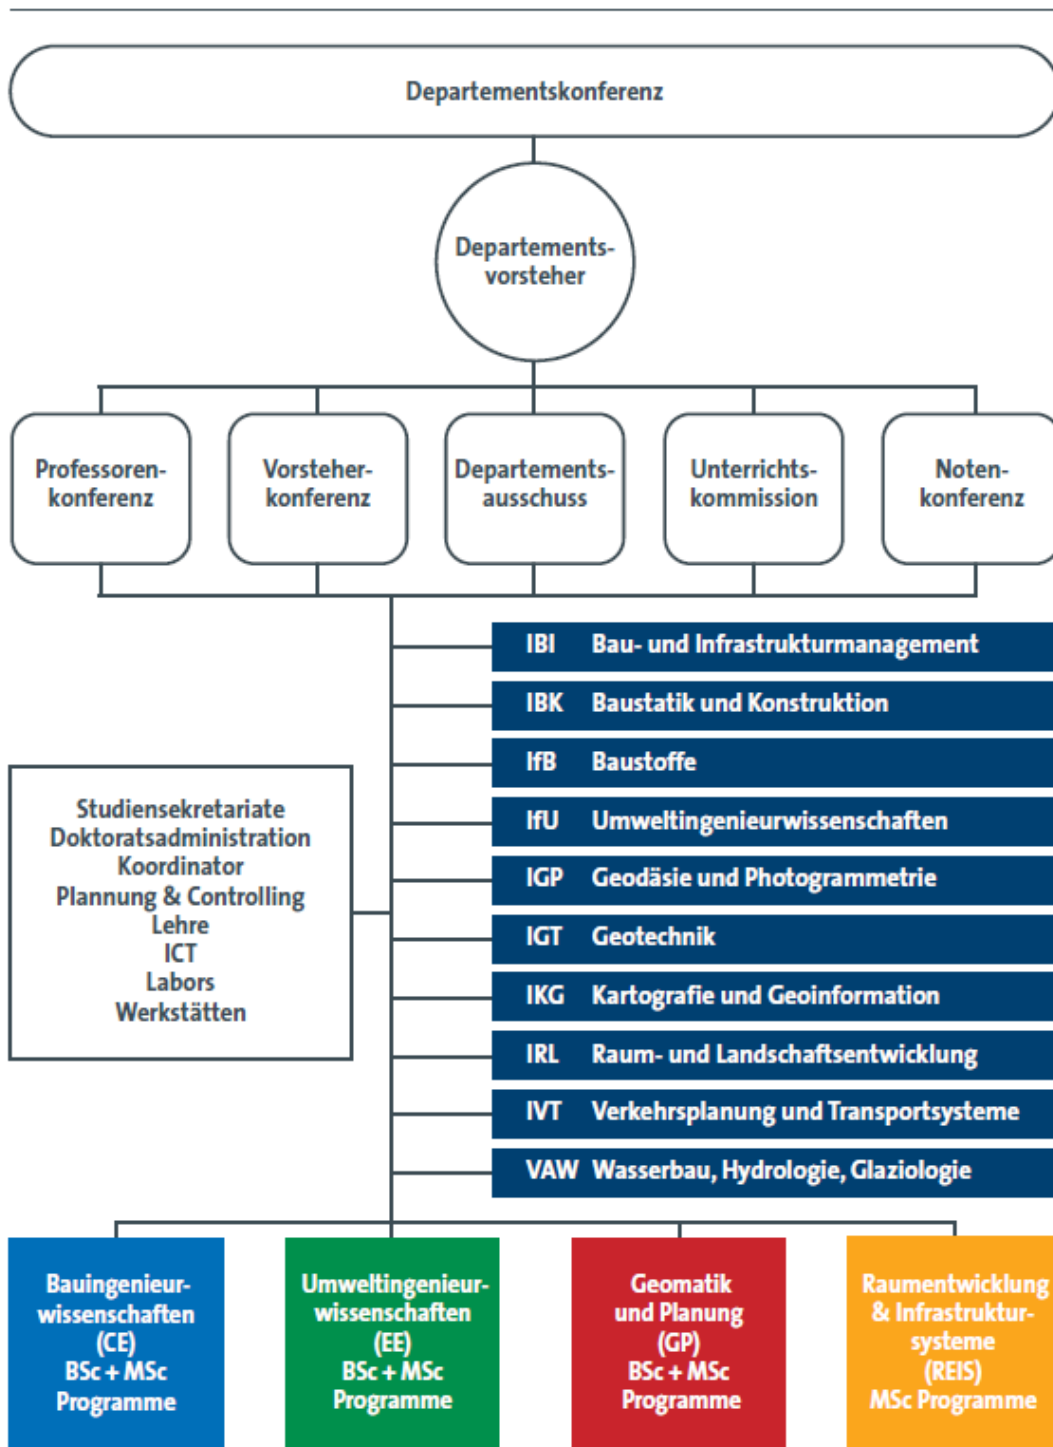 Departementskonferenz
Departements-
vorsteher
Professoren-
konferenz
Vorsteher-
konferenz
Departements-
ausschuss
Unterrichts-
kommission
Noten-
konferenz
IBI Bau- und Infrastrukturmanagement
IBK Baustatik und Konstruktion
IfB Baustoffe
IfU Umweltingenieurwissenschaften
IGP Geodäsie und Photogrammetrie
IGT Geotechnik
IKG Kartografie und Geoinformation
IRL Raum- und Landschaftsentwicklung
IVT Verkehrsplanung und Transportsysteme
VAW Wasserbau, Hydrologie, Glaziologie
Studiensekretariate
Doktoratsadministration
Koordinator
Plannung & Controlling
Lehre
ICT
Labors
Werkstätten
Bauingenieur-
wissenschaften
(CE)
BSc + MSc
Programme
Umweltingenieur-
wissenschaften
(EE)
BSc + MSc
Programme
Geomatik
und Planung
(GP)
BSc + MSc
Programme
Raumentwicklung
& Infrastruktur-
systeme
(REIS)
MSc Programme